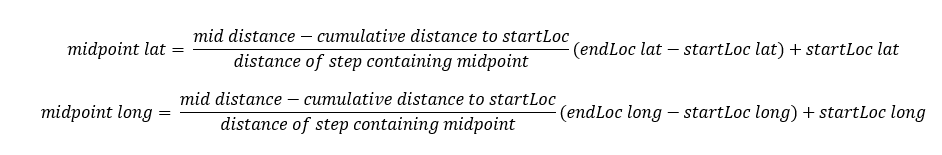 midpoint lat = \frac{mid distance − cumulative distance to startLoc}{distance of step containing midpoint} (endLoc lat − startLoc lat) + startLoc lat
midpoint long = \frac{mid distance − cumulative distance to startLoc}{distance of step containing midpoint} (endLoc long − startLoc long) + startLoc long